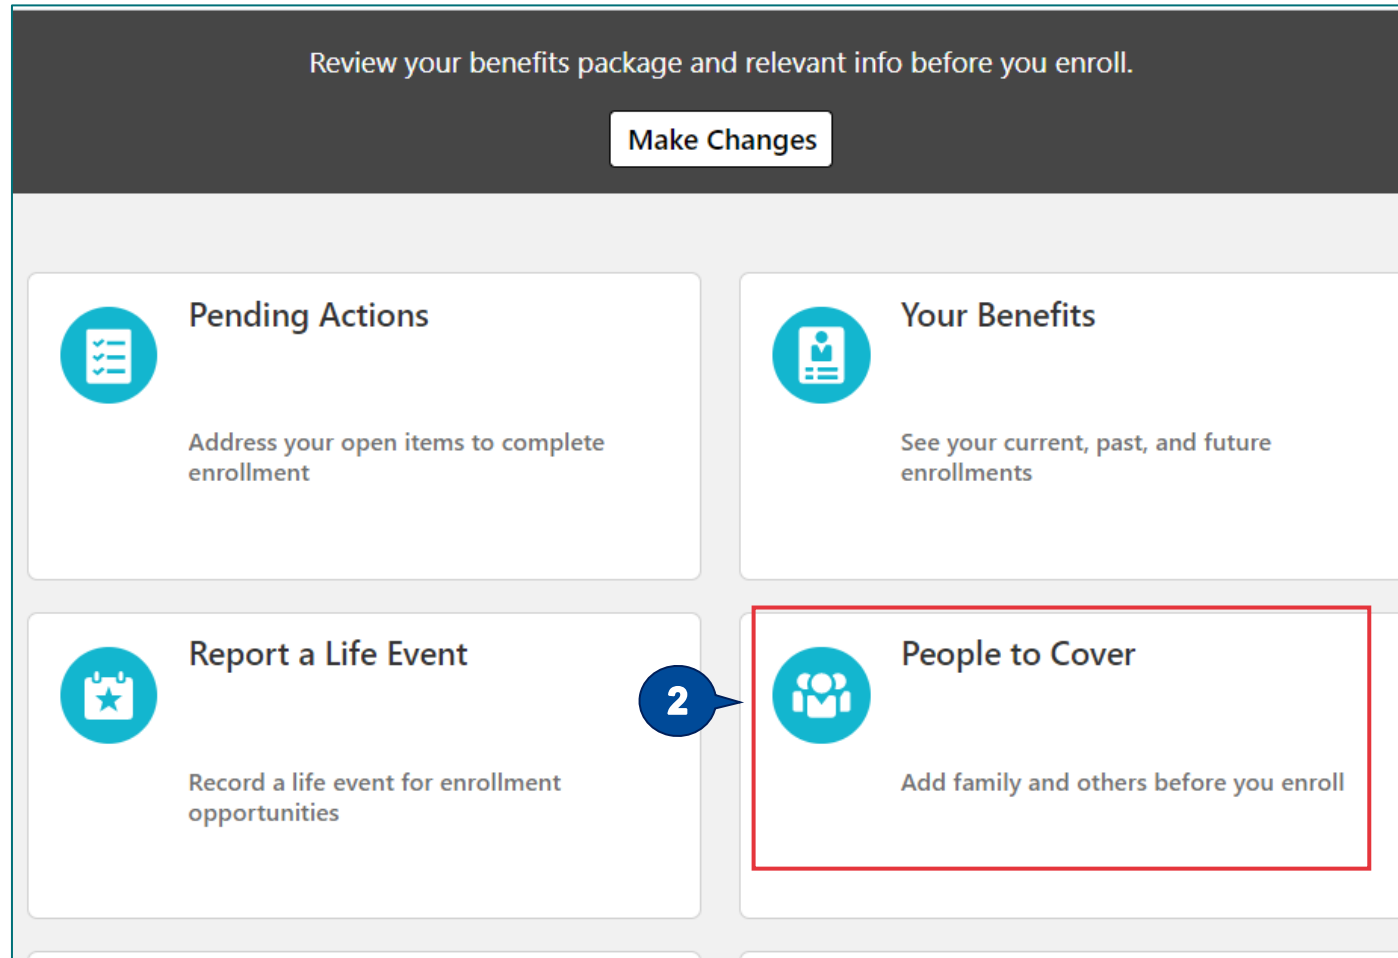 Review your benefits package and relevant info before you enroll.
Make Changes
Pending Actions
Address your open items to complete
enrollment
Your Benefits
See your current, past, and future
enrollments
Report a Life Event
Record a life event for enrollment
opportunities
2
People to Cover
Add family and others before you enroll